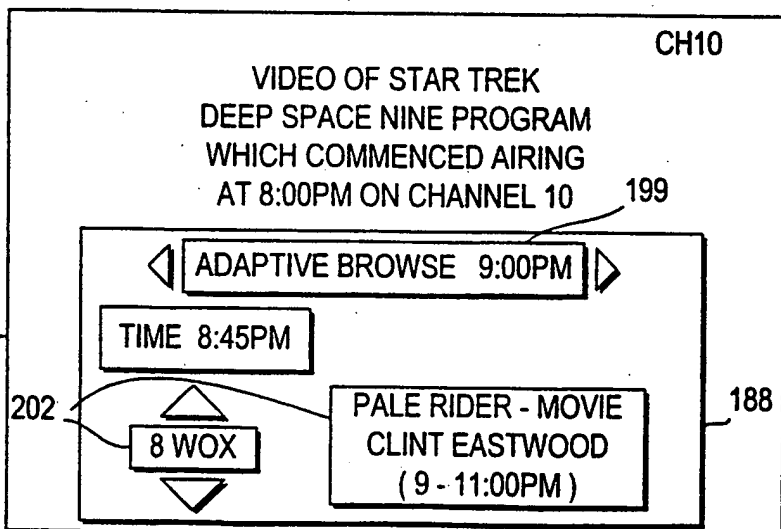 CH10
VIDEO OF STAR TREK
DEEP SPACE NINE PROGRAM
WHICH COMMENCED AIRING
AT 8:00PM ON CHANNEL 10
199
ADAPTIVE BROWSE 9:00PM
TIME 8:45PM
202
8 WOX
PALE RIDER - MOVIE
CLINT EASTWOOD
( 9 - 11:00PM )
188